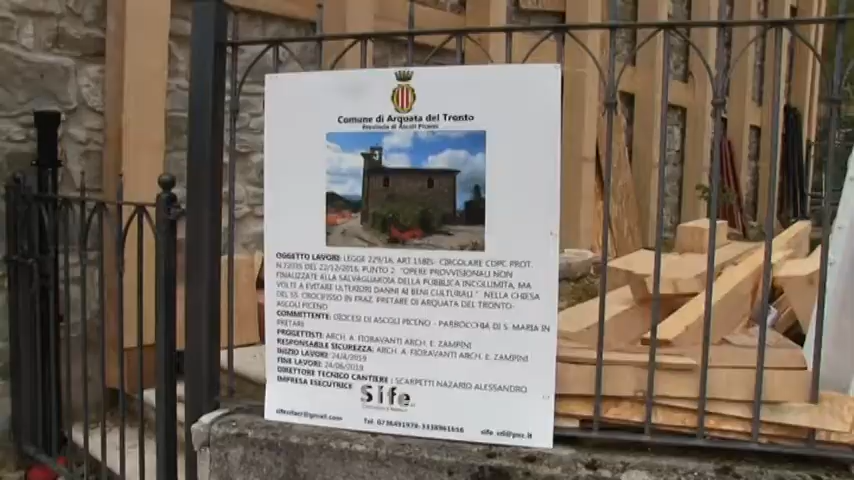 Comune di Arquata del Tronto
Provincia di Ascoli Piceno
OGGETTO LAVORI: LEGGE 229/16, ART 15BIS- CIRCOLARE CDPC PROT.
DEL 22/12/2016, PUNTO 2 "OPERE PROVVISIONALI NON
FINALIZZATE ALLA SALVAGUARDIA DELLA PUBBLICA INCOLUMITA, MA
VOLTE A EVITARE ULTERIORI DANNI AI BENI CULTURALI" NELLA CHIESA
DEL SS. CROCIFISSO IN FRAZ. PRETARE DI ARQUATA DEL TRONTO-
ASCOLI PICENO
COMMITTENTE: DIOCESI DI ASCOLI PICENO - PARROCCHIA DI S. MARIA IN
PRETARE
PROGETTISTI: ARCH. A. FIORAVANTI ARCH. E. ZAMPINI
RESPONSABILE SICUREZZA: ARCH. A. FIORAVANTI ARCH. E. ZAMPINI
INIZIO LAVORI: 24/4/2019
FINE LAVORI: 24/06/2019
DIRETTORE TECNICO CANTIERE: SCARPETTI NAZARIO ALESSANDRO
IMPRESA ESECUTRICE Sife